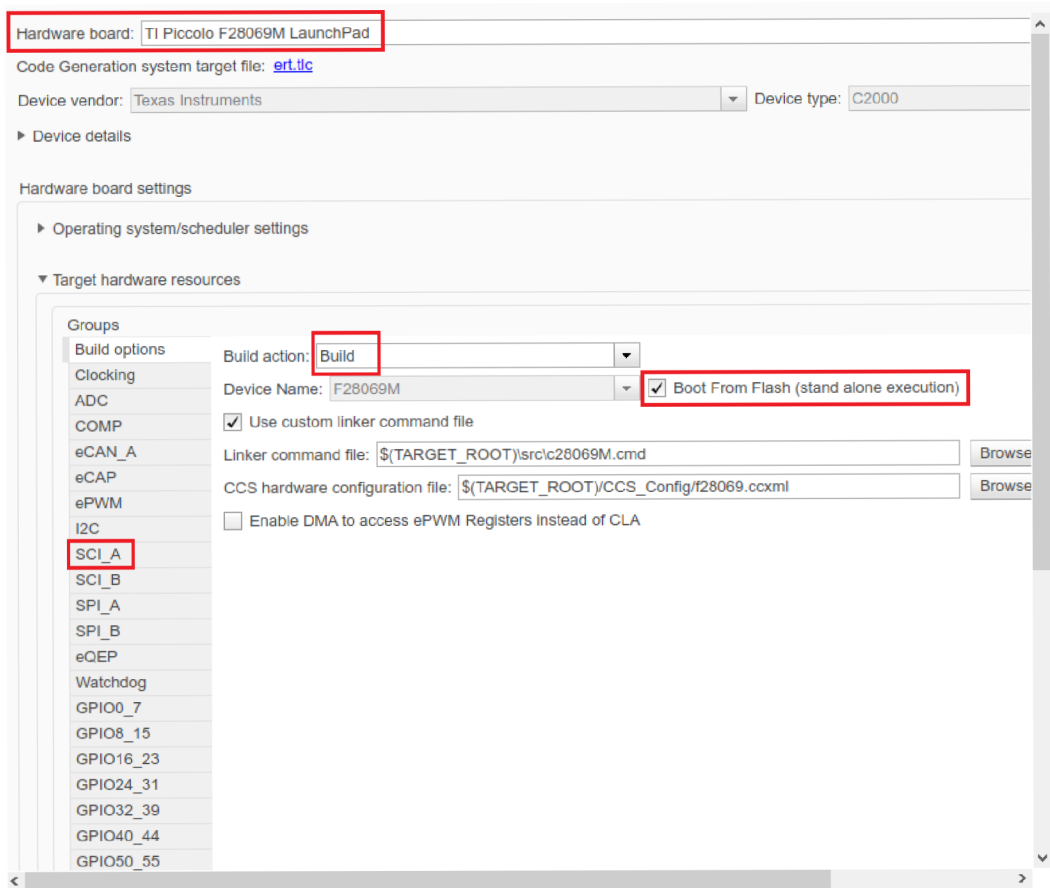 Hardware board: TI Piccolo F28069M LaunchPad
Code Generation system target file: ert.tlc
Device vendor: Texas Instruments Device type: C2000
Device details
Hardware board settings
Operating system/scheduler settings
Target hardware resources
Groups
Build options
Clocking
ADC
COMP
eCAN_A
eCAP
ePWM
I2C
SCI_A
SCI_B
SPI_A
SPI_B
eQEP
Watchdog
GPIO0_7
GPIO8_15
GPIO16_23
GPIO24_31
GPIO32_39
GPIO40_44
GPIO50_55
Build action: Build
Device Name: F28069M Boot From Flash (stand alone execution)
Use custom linker command file
Linker command file: $(TARGET_ROOT)\src\c28069M.cmd Browse
CCS hardware configuration file: $(TARGET_ROOT)/CCS_Config/f28069.ccxml Browse
Enable DMA to access ePWM Registers instead of CLA